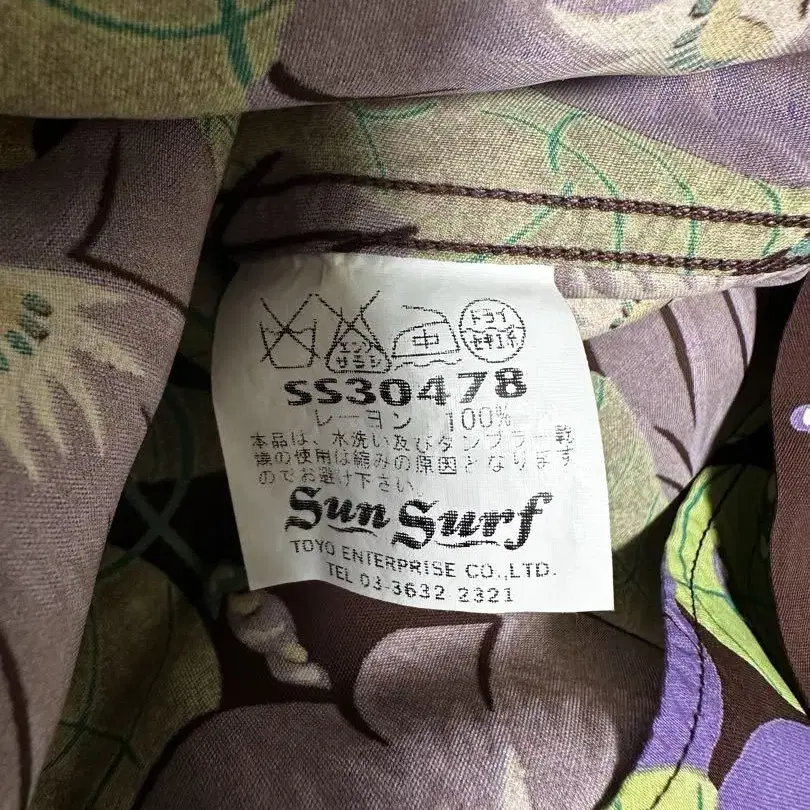 エンソ
サラシ
中
ドライ
セキユケイ
SS30478
レーヨン 100%
本品は、水洗い及びタンブラー乾
燥の使用は縮みの原因となります
のでお避け下さい。
Sun Surf
TOYO ENTERPRISE CO.,LTD.
TEL 03-3632-2321